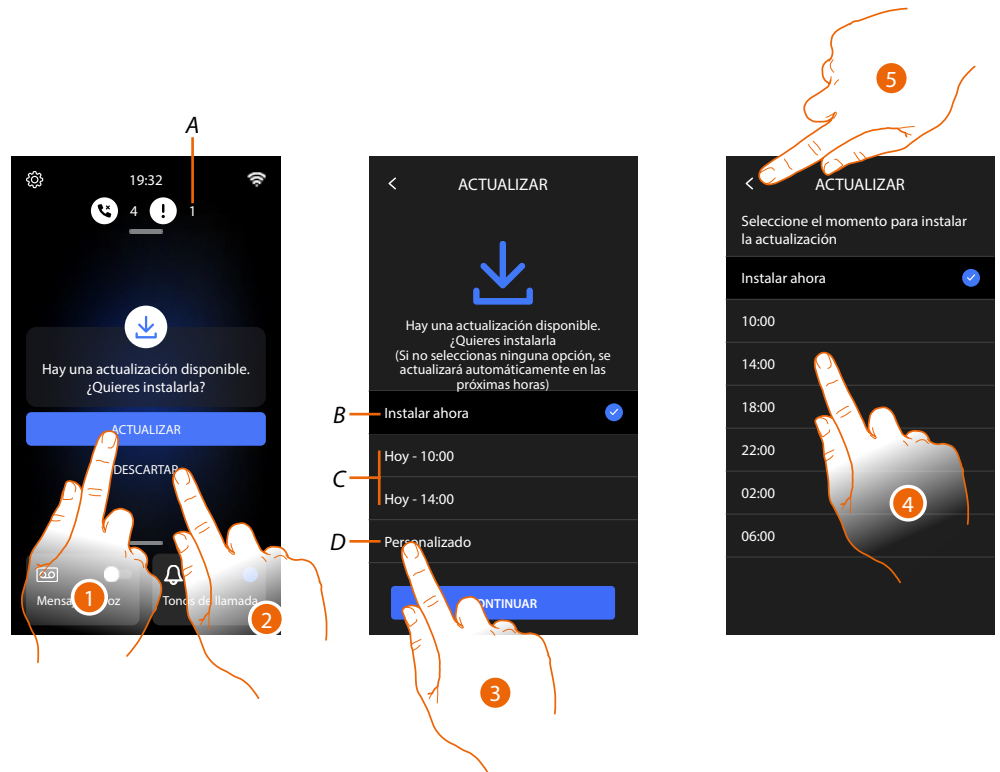 A
19:32
4
!
1
Hay una actualización disponible.
¿Quieres instalarla?
ACTUALIZAR
DESCARTAR
Tonos de llamada
1
2
ACTUALIZAR
Hay una actualización disponible.
¿Quieres instalarla
(Si no seleccionas ninguna opción, se
actualizará automáticamente en las
próximas horas)
B
Instalar ahora
C
Hoy - 10:00
Hoy - 14:00
D
Personalizado
3
5
ACTUALIZAR
Seleccione el momento para instalar
la actualización
Instalar ahora
10:00
14:00
18:00
22:00
02:00
06:00
4